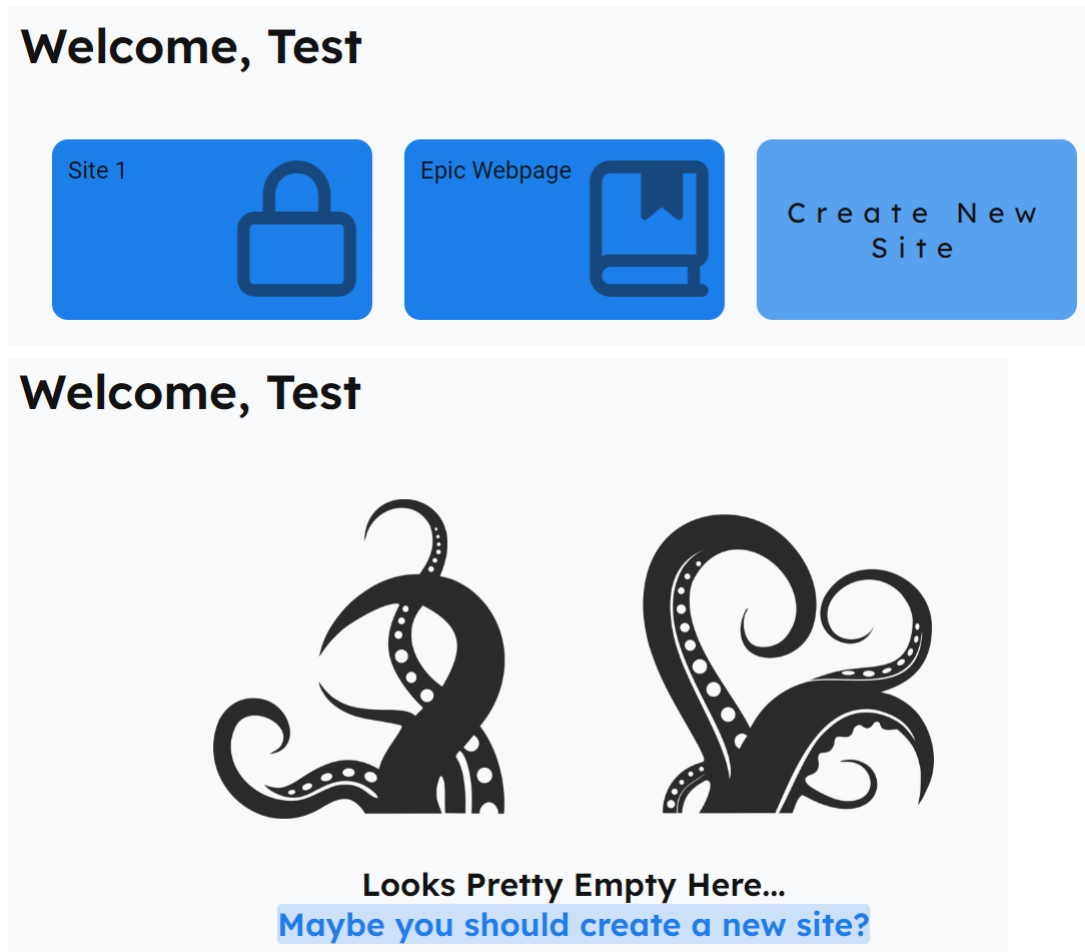 Welcome, Test
Site 1
Epic Webpage
Create New
Site
Welcome, Test
Looks Pretty Empty Here...
Maybe you should create a new site?